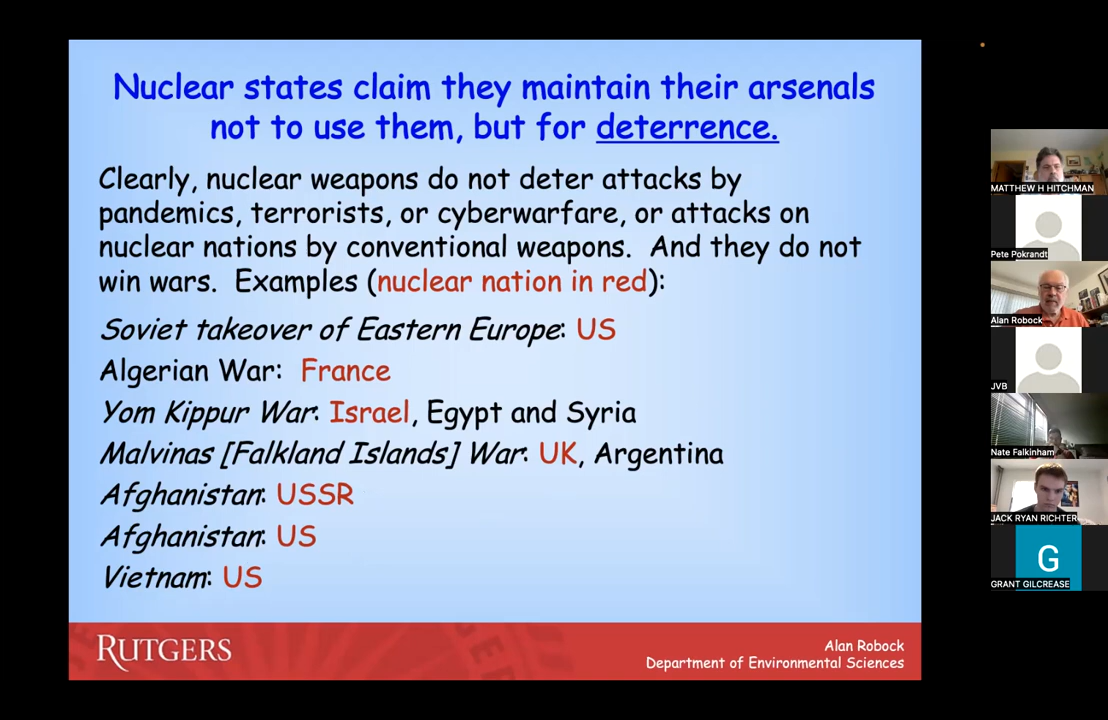 Nuclear states claim they maintain their arsenals
not to use them, but for deterrence.
Clearly, nuclear weapons do not deter attacks by
pandemics, terrorists, or cyberwarfare, or attacks on
nuclear nations by conventional weapons.  And they do not
win wars.  Examples (nuclear nation in red):
Soviet takeover of Eastern Europe: US
Algerian War:  France
Yom Kippur War: Israel, Egypt and Syria
Malvinas [Falkland Islands] War: UK, Argentina
Afghanistan: USSR
Afghanistan: US
Vietnam: US
RUTGERS
Alan Robock
Department of Environmental Sciences
MATTHEW H HITCHMAN
Pete Pokrandt
Alan Robock
JVB
Nate Falkinham
JACK RYAN RICHTER
G
GRANT GILCREASE